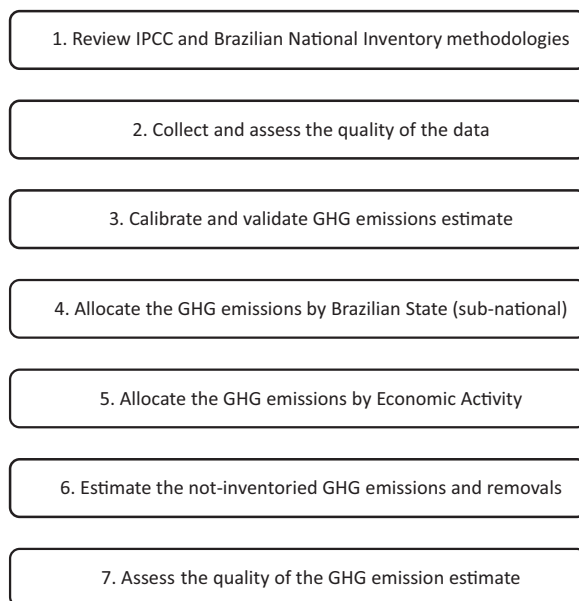 1. Review IPCC and Brazilian National Inventory methodologies
2. Collect and assess the quality of the data
3. Calibrate and validate GHG emissions estimate
4. Allocate the GHG emissions by Brazilian State (sub-national)
5. Allocate the GHG emissions by Economic Activity
6. Estimate the not-inventoried GHG emissions and removals
7. Assess the quality of the GHG emission estimate